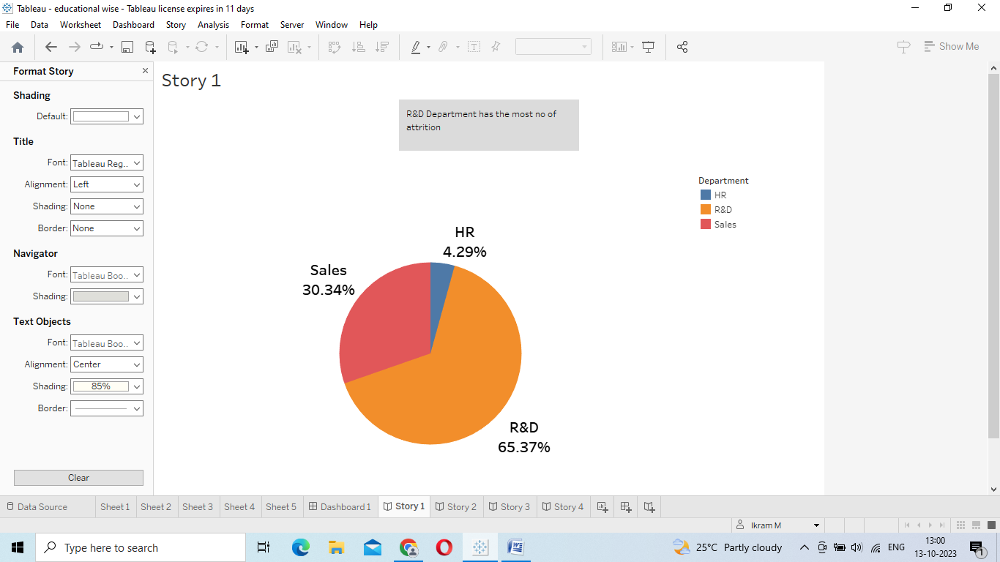 Tableau - educational wise - Tableau license expires in 11 days
File Data Worksheet Dashboard Story Analysis Format Server Window Help
Show Me
Format Story
Shading
Default:
Title
Font: Tableau Reg..
Alignment: Left
Shading: None
Border: None
Navigator
Font: Tableau Boo..
Shading:
Text Objects
Font: Tableau Boo..
Alignment: Center
Shading: 85%
Border:
Clear
Story 1
R&D Department has the most no of
attrition
Department
HR
R&D
Sales
HR
4.29%
Sales
30.34%
R&D
65.37%
Data Source Sheet 1 Sheet 2 Sheet 3 Sheet 4 Sheet 5 Dashboard 1 Story 1 Story 2 Story 3 Story 4
Ikram M
Type here to search
25°C Partly cloudy
ENG
13:00
13-10-2023
1